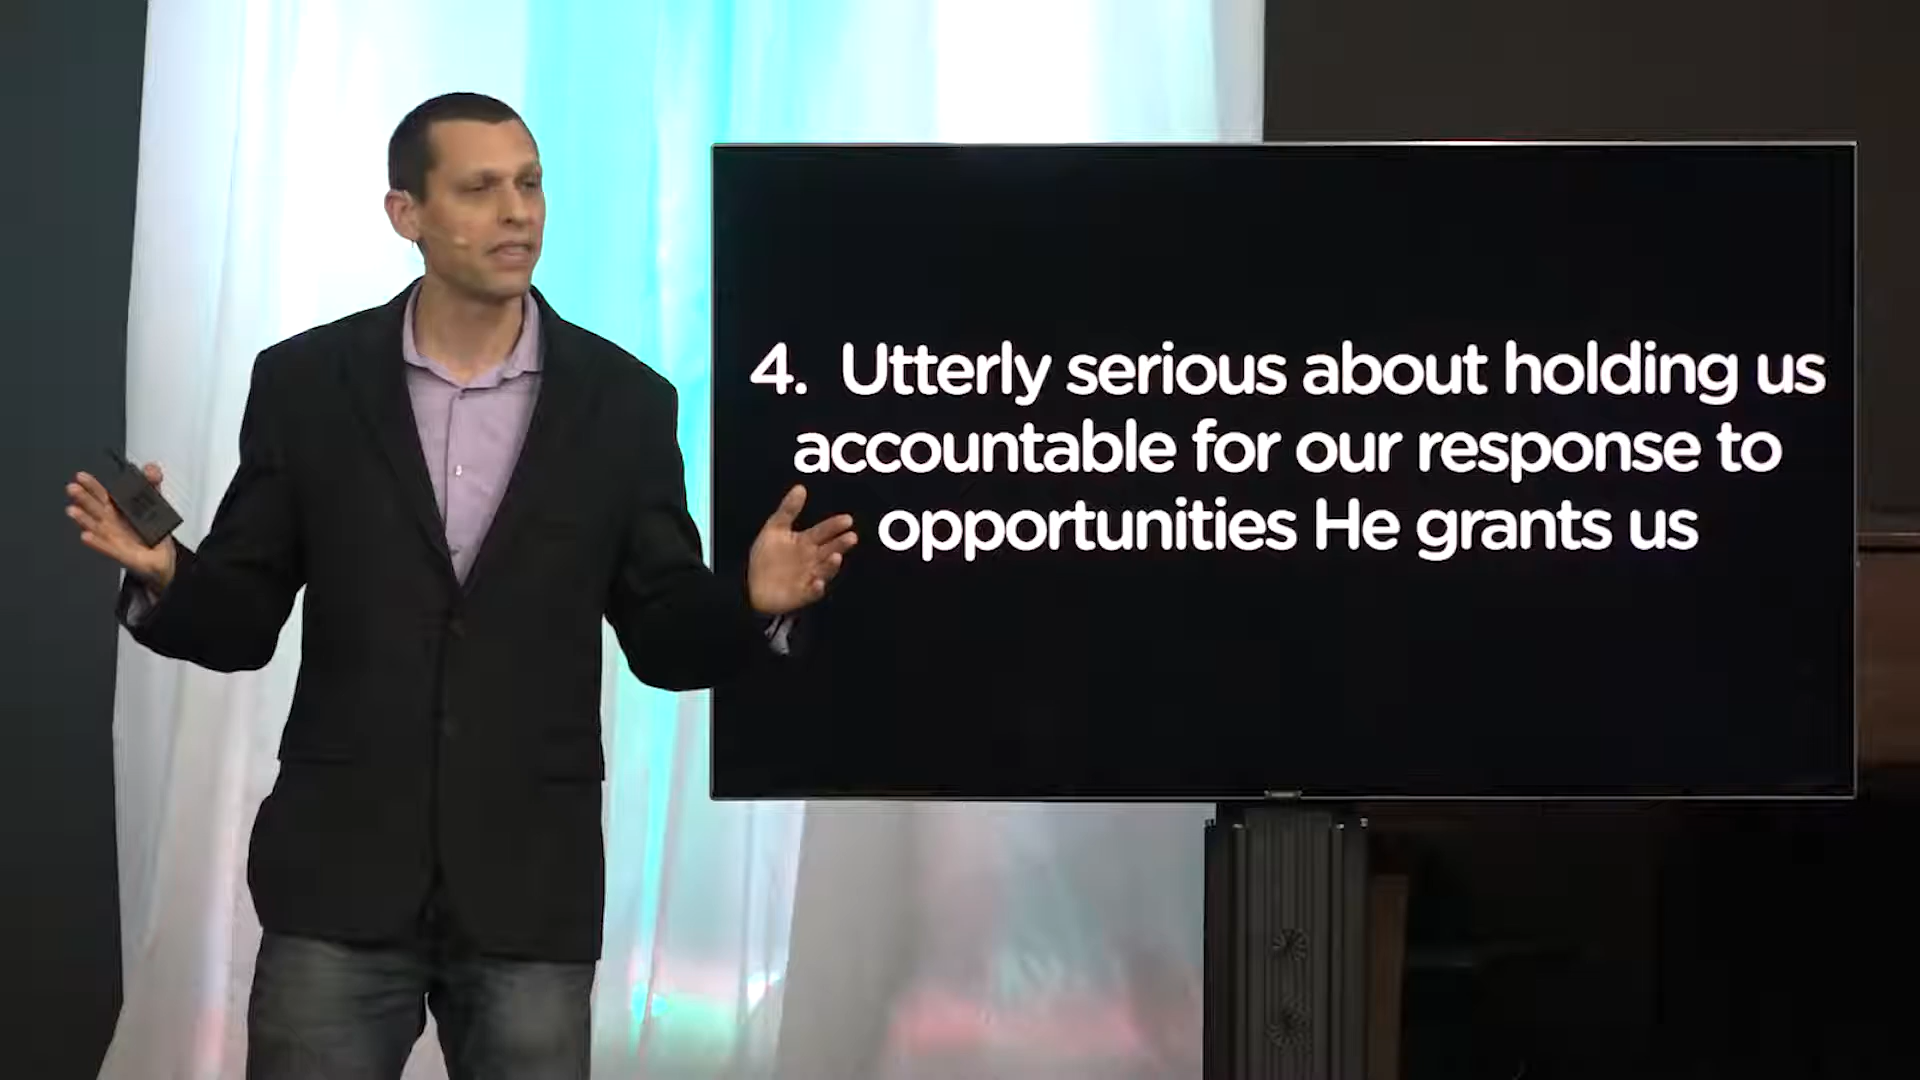 4. Utterly serious about holding us
accountable for our response to
opportunities He grants us